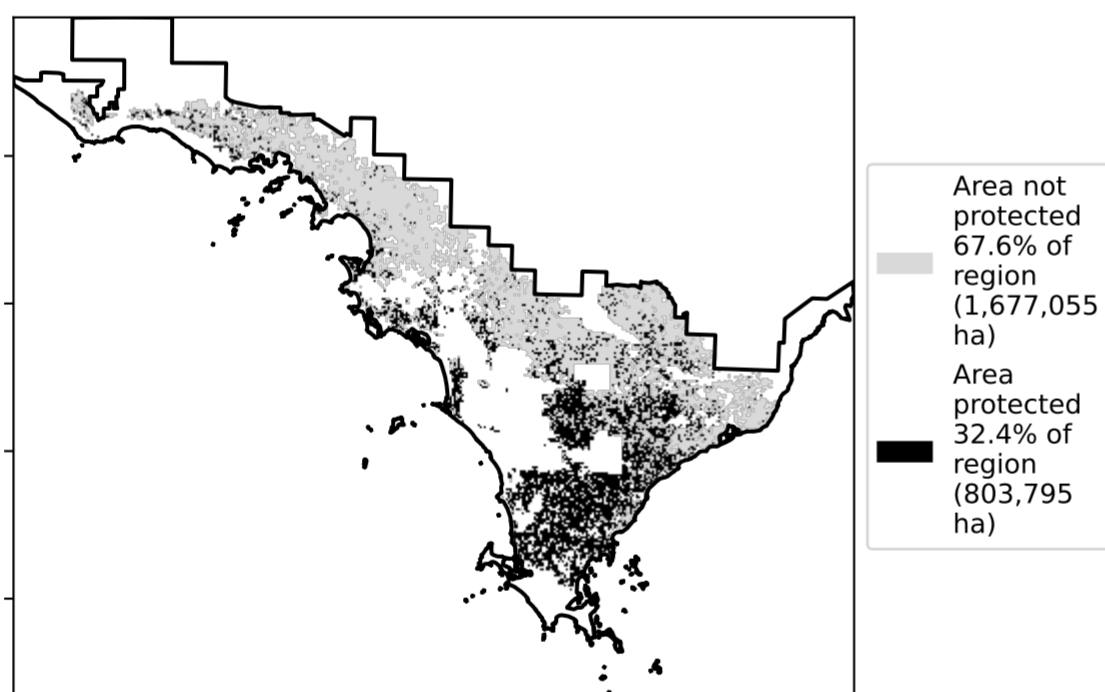 Area not
protected
67.6% of
region
(1,677,055
ha)
Area
protected
32.4% of
region
(803,795
ha)